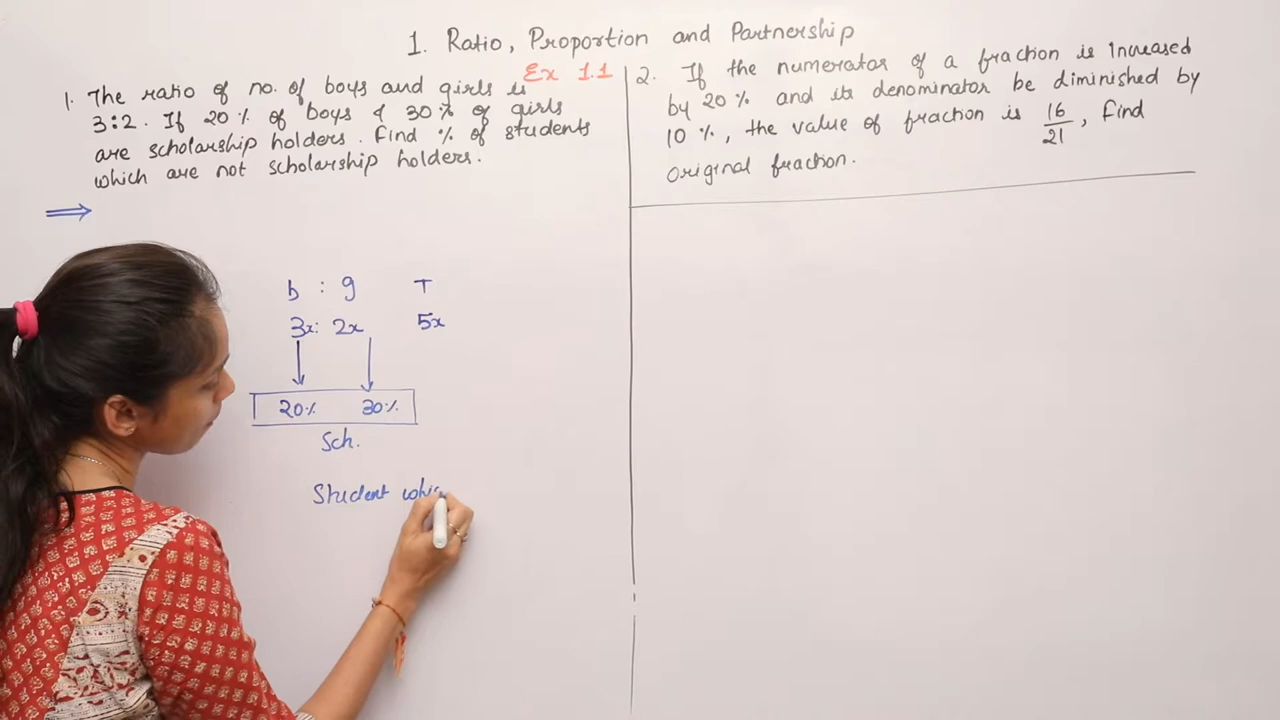 1. Ratio, Proportion and Partnership
Ex 1.1
1. The ratio of no. of boys and girls is
3:2. If 20% of boys & 30% of girls
are scholarship holders. Find % of students
which are not scholarship holders.
⟹
b : g T
3x: 2x 5x
20% 30%
Sch.
Student whic
2. If the numerator of a fraction is increased
by 20% and its denominator be diminished by
10%, the value of fraction is 16/21, find
original fraction.